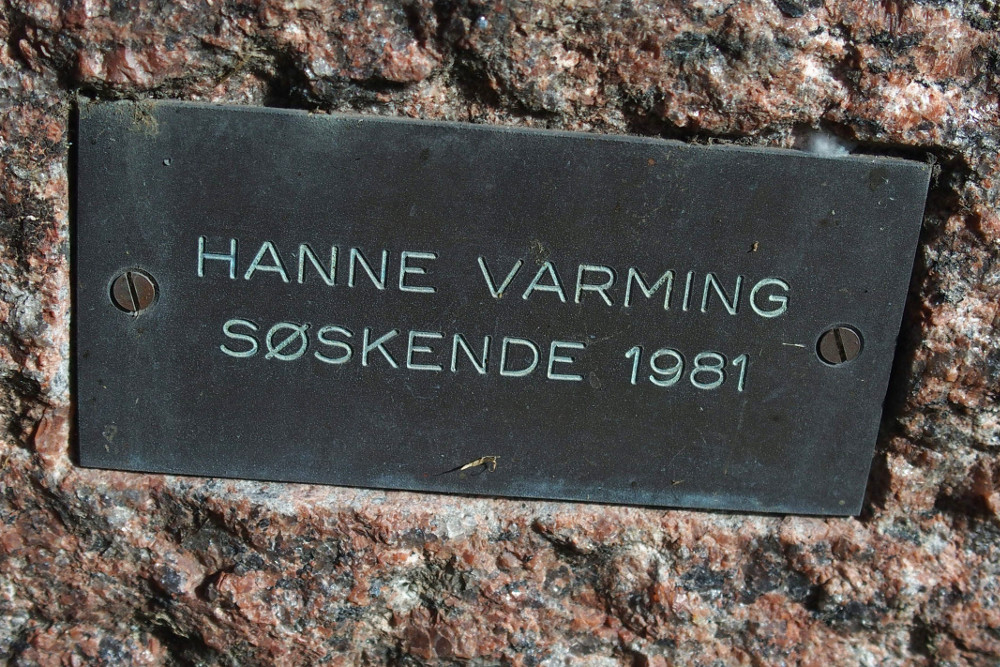 HANNE VARMING
SØSKENDE 1981